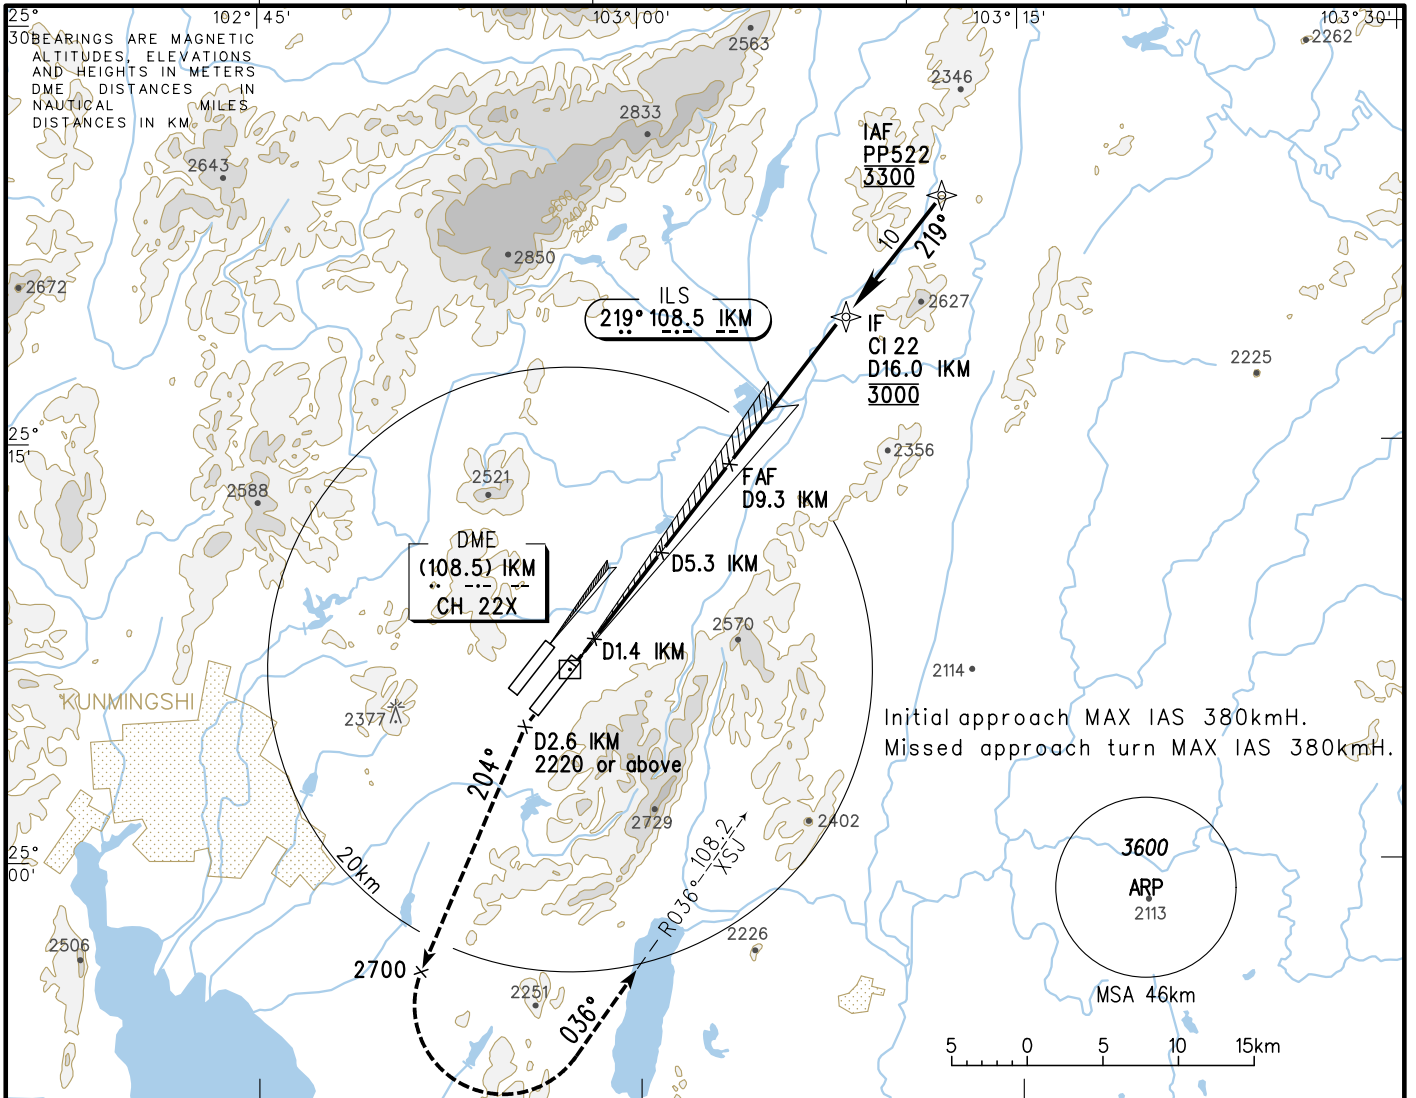 25°
30'
102°45'
103°00'
103°15'
103°30'
BEARINGS ARE MAGNETIC
ALTITUDES, ELEVATIONS
AND HEIGHTS IN METERS
DME DISTANCES IN
NAUTICAL MILES
DISTANCES IN KM
2563
2262
2346
2833
2643
IAF
PP522
3300
219°
10
2850
2600
2400
2200
2672
2627
ILS
219° 108.5 IKM
IF
CI 22
D16.0 IKM
3000
2225
25°
15'
2356
2521
2588
FAF
D9.3 IKM
DME
(108.5) IKM
CH 22X
D5.3 IKM
2570
D1.4 IKM
2114
KUNMINGSHI
2377
Initial approach MAX IAS 380kmH.
Missed approach turn MAX IAS 380kmH.
D2.6 IKM
2220 or above
204°
2729
2402
25°
00'
20km
R036° 108.2
XSJ
3600
ARP
2113
MSA 46km
2506
2226
2700
2251
036°
5 0 5 10 15km